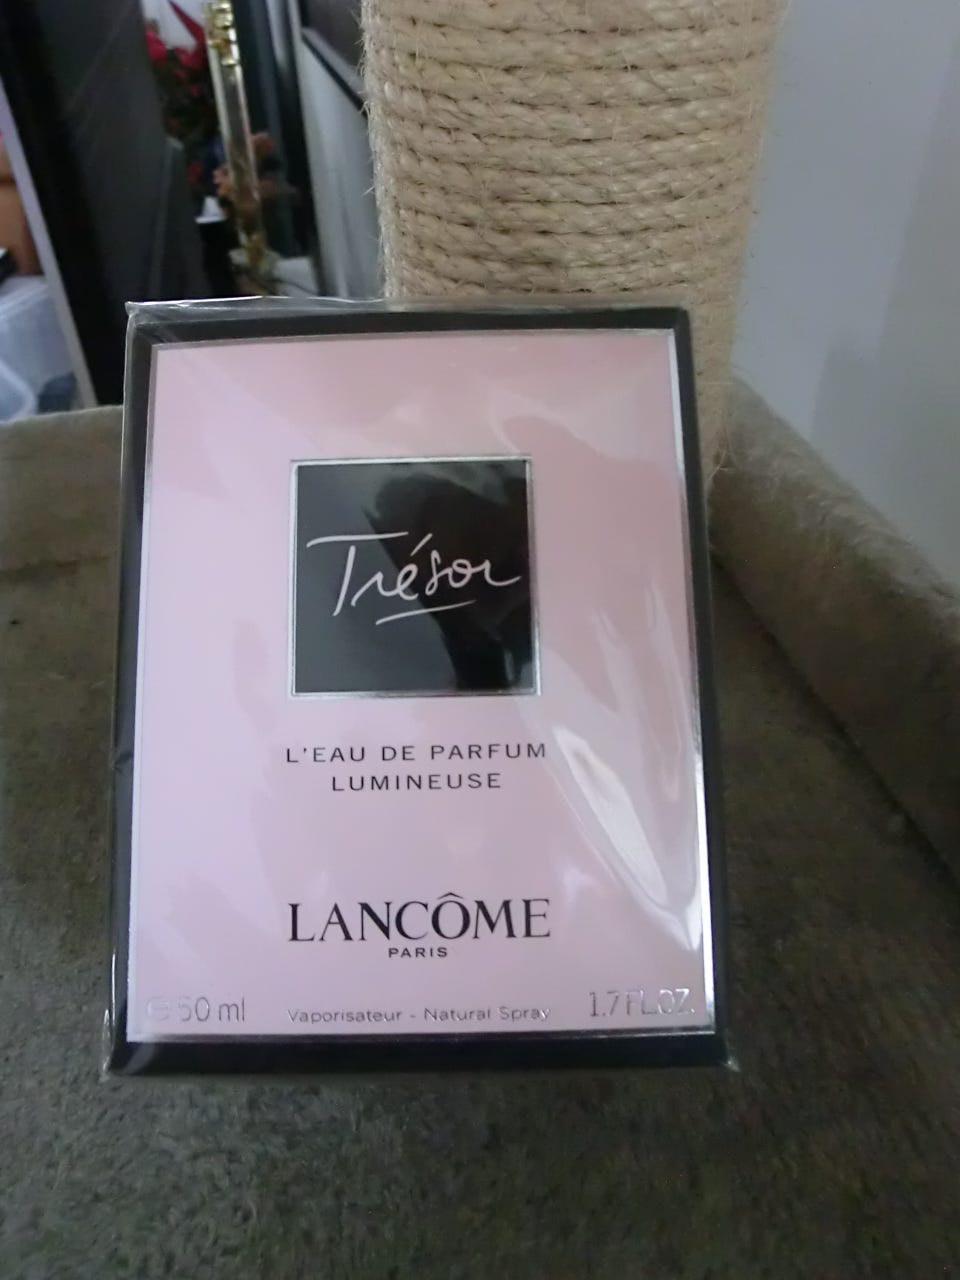 Trésor
L'EAU DE PARFUM
LUMINEUSE
LANCÔME
PARIS
℮ 50 ml Vaporisateur - Natural Spray 1.7 FL.OZ.